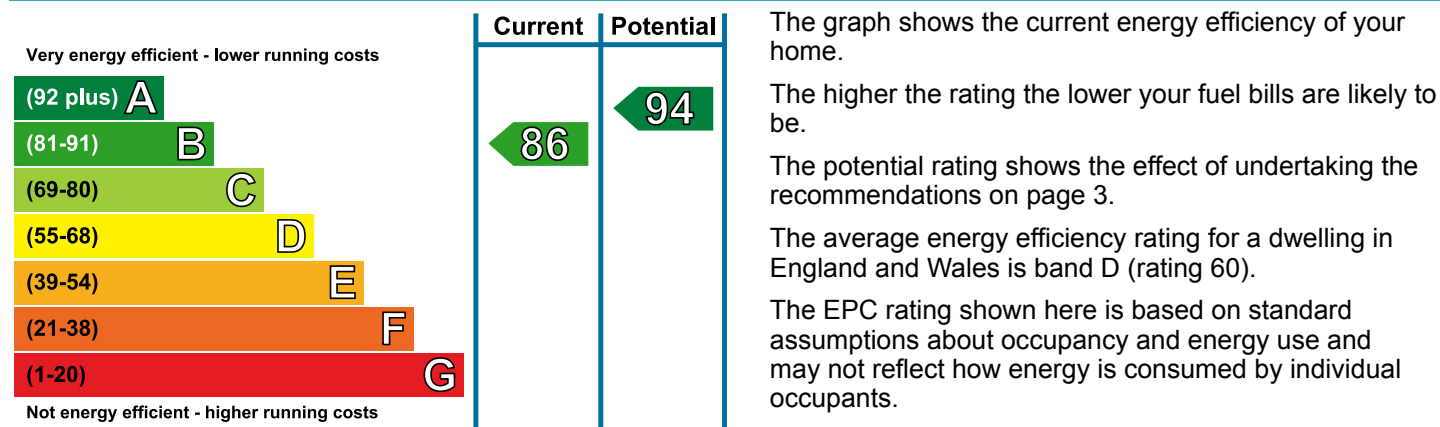 Current Potential
Very energy efficient - lower running costs
(92 plus) A
94
(81-91) B
86
(69-80) C
(55-68) D
(39-54) E
(21-38) F
(1-20) G
Not energy efficient - higher running costs
The graph shows the current energy efficiency of your
home.
The higher the rating the lower your fuel bills are likely to
be.
The potential rating shows the effect of undertaking the
recommendations on page 3.
The average energy efficiency rating for a dwelling in
England and Wales is band D (rating 60).
The EPC rating shown here is based on standard
assumptions about occupancy and energy use and
may not reflect how energy is consumed by individual
occupants.